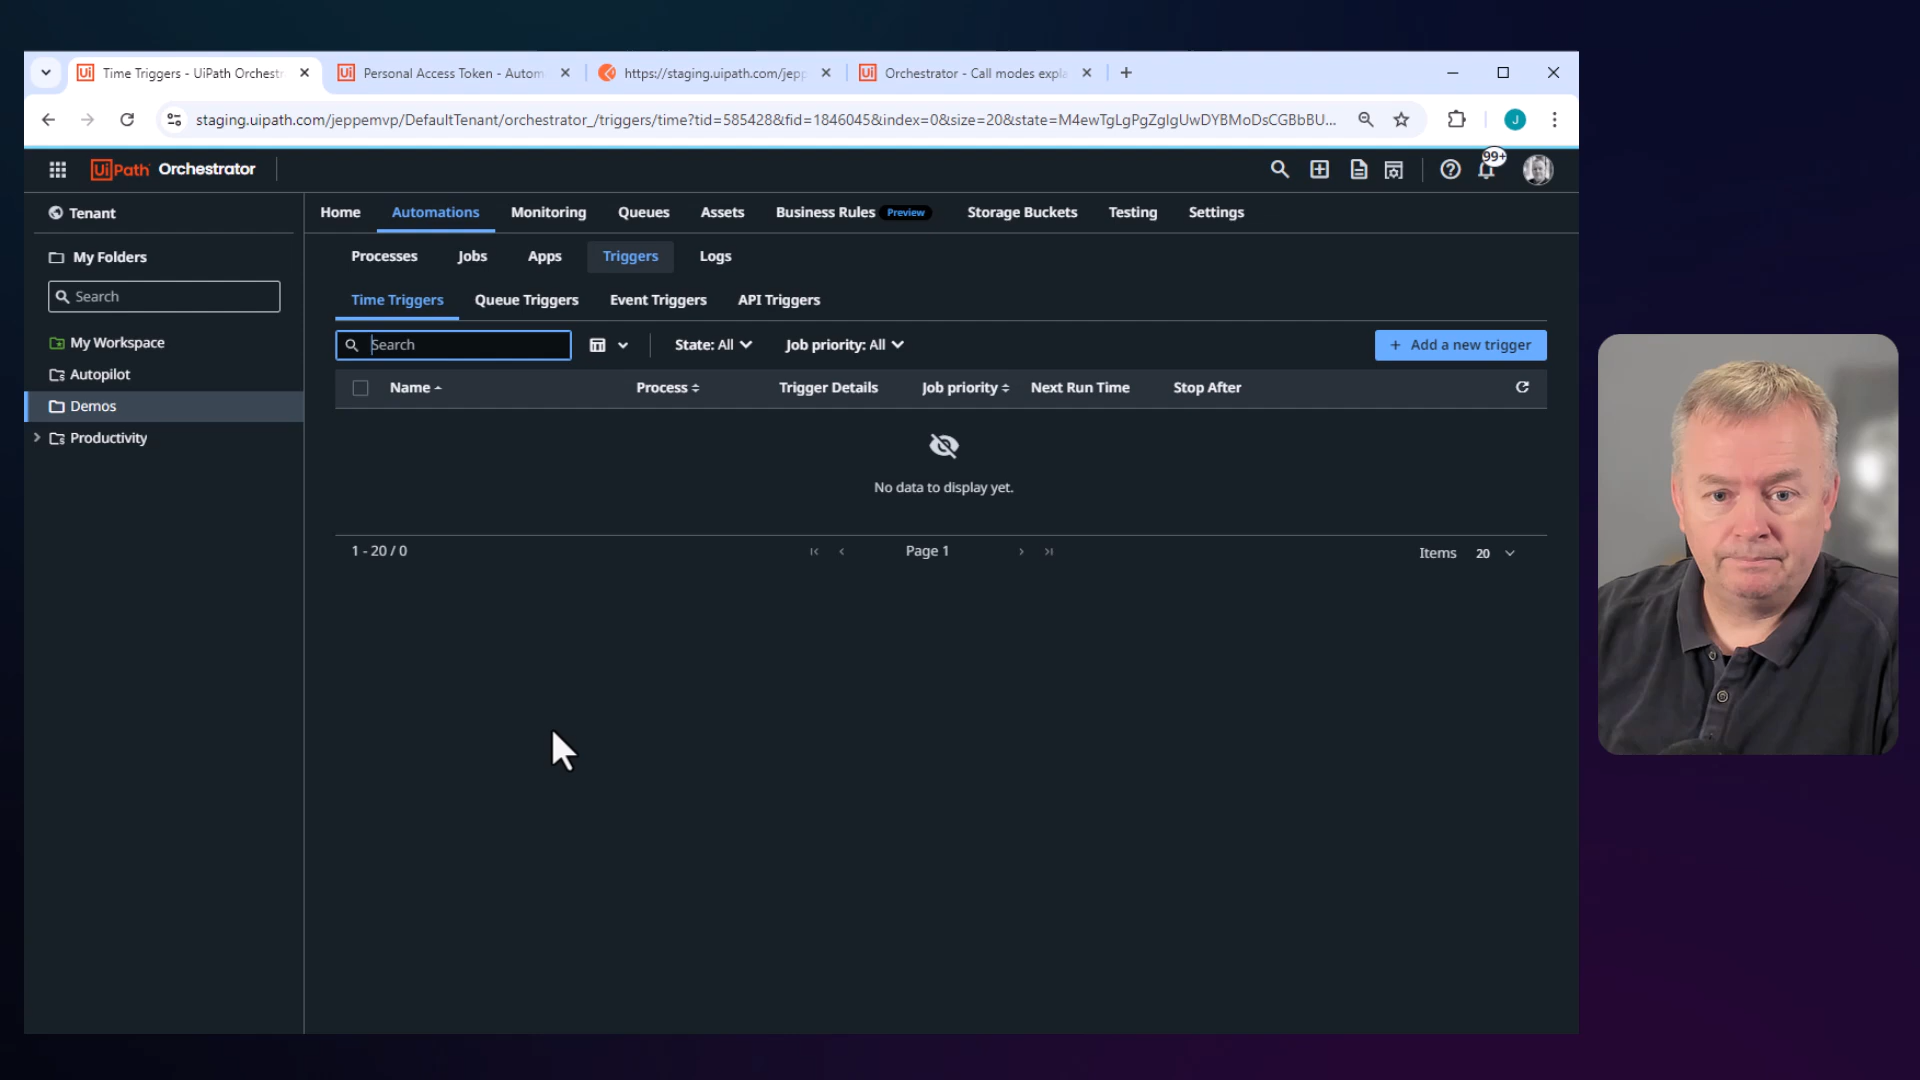 Time Triggers - UiPath Orchestr
Personal Access Token - Autom
https://staging.uipath.com/jepp
Orchestrator - Call modes expla
staging.uipath.com/jeppemvp/DefaultTenant/orchestrator_/triggers/time?tid=585428&fid=1846045&index=0&size=20&state=M4ewTgLgPgZglgUwDYBMoDsCGBbBU...
J
UiPath Orchestrator
99+
Tenant
Home
Automations
Monitoring
Queues
Assets
Business Rules
Preview
Storage Buckets
Testing
Settings
My Folders
Search
My Workspace
Autopilot
Demos
Productivity
Processes
Jobs
Apps
Triggers
Logs
Time Triggers
Queue Triggers
Event Triggers
API Triggers
Search
State: All
Job priority: All
+ Add a new trigger
Name
Process
Trigger Details
Job priority
Next Run Time
Stop After
No data to display yet.
1 - 20 / 0
Page 1
Items 20